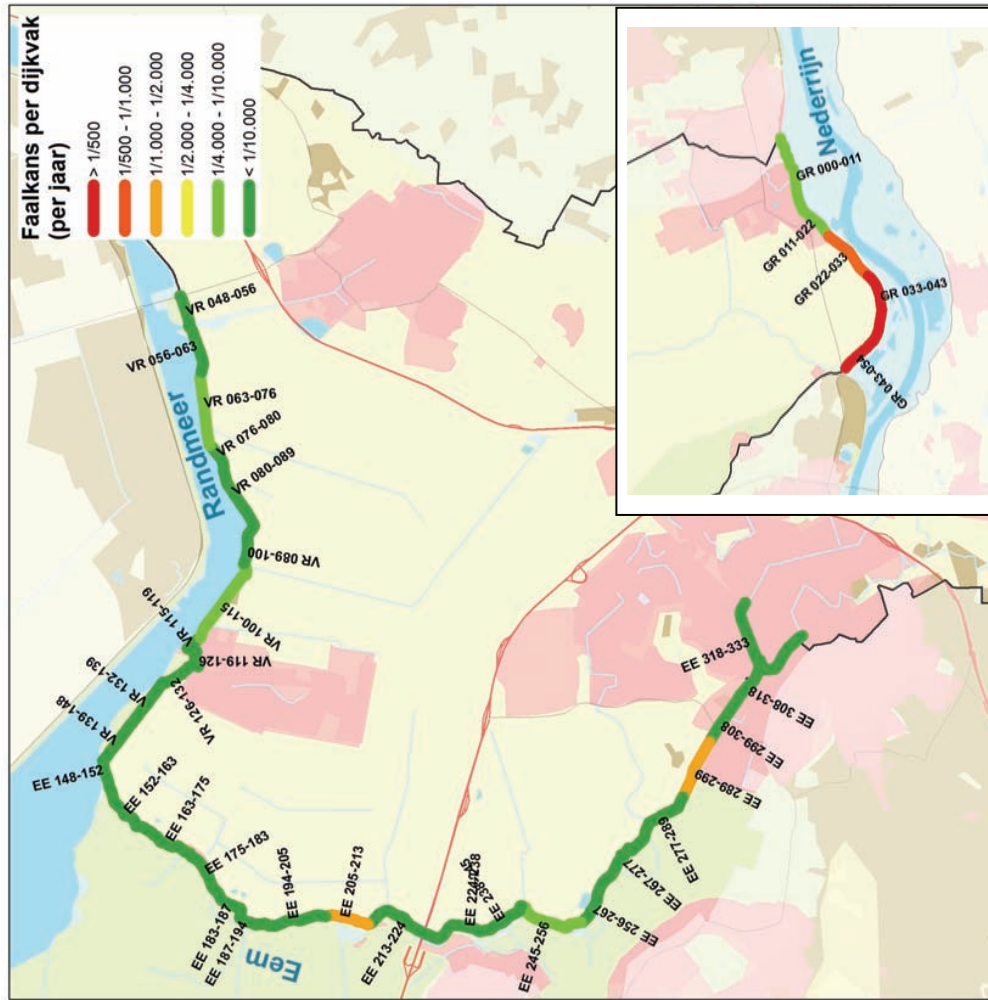 Faalkans per dijkvak
(per jaar)
> 1/500
1/500 - 1/1.000
1/1.000 - 1/2.000
1/2.000 - 1/4.000
1/4.000 - 1/10.000
< 1/10.000
Randmeer
Eem
VR 048-056
VR 056-063
VR 063-076
VR 076-080
VR 080-089
VR 089-100
VR 100-115
VR 115-119
VR 119-126
VR 126-132
VR 132-139
VR 139-148
EE 148-152
EE 152-163
EE 163-175
EE 175-183
EE 183-187
EE 187-194
EE 194-205
EE 205-213
EE 213-224
EE 224-238
EE 238-
EE 245-256
EE 256-267
EE 267-277
EE 277-289
EE 289-299
EE 299-308
EE 308-318
EE 318-333
Nederrijn
GR 000-011
GR 011-022
GR 022-033
GR 033-043
GR 043-054